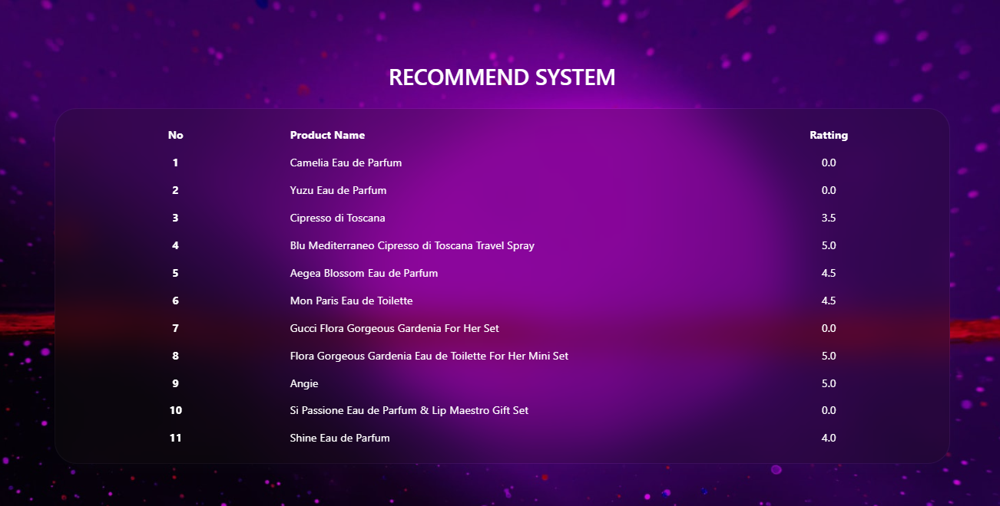 RECOMMEND SYSTEM
No Product Name Ratting
1 Camelia Eau de Parfum 0.0
2 Yuzu Eau de Parfum 0.0
3 Cipresso di Toscana 3.5
4 Blu Mediterraneo Cipresso di Toscana Travel Spray 5.0
5 Aegea Blossom Eau de Parfum 4.5
6 Mon Paris Eau de Toilette 4.5
7 Gucci Flora Gorgeous Gardenia For Her Set 0.0
8 Flora Gorgeous Gardenia Eau de Toilette For Her Mini Set 5.0
9 Angie 5.0
10 Si Passione Eau de Parfum & Lip Maestro Gift Set 0.0
11 Shine Eau de Parfum 4.0